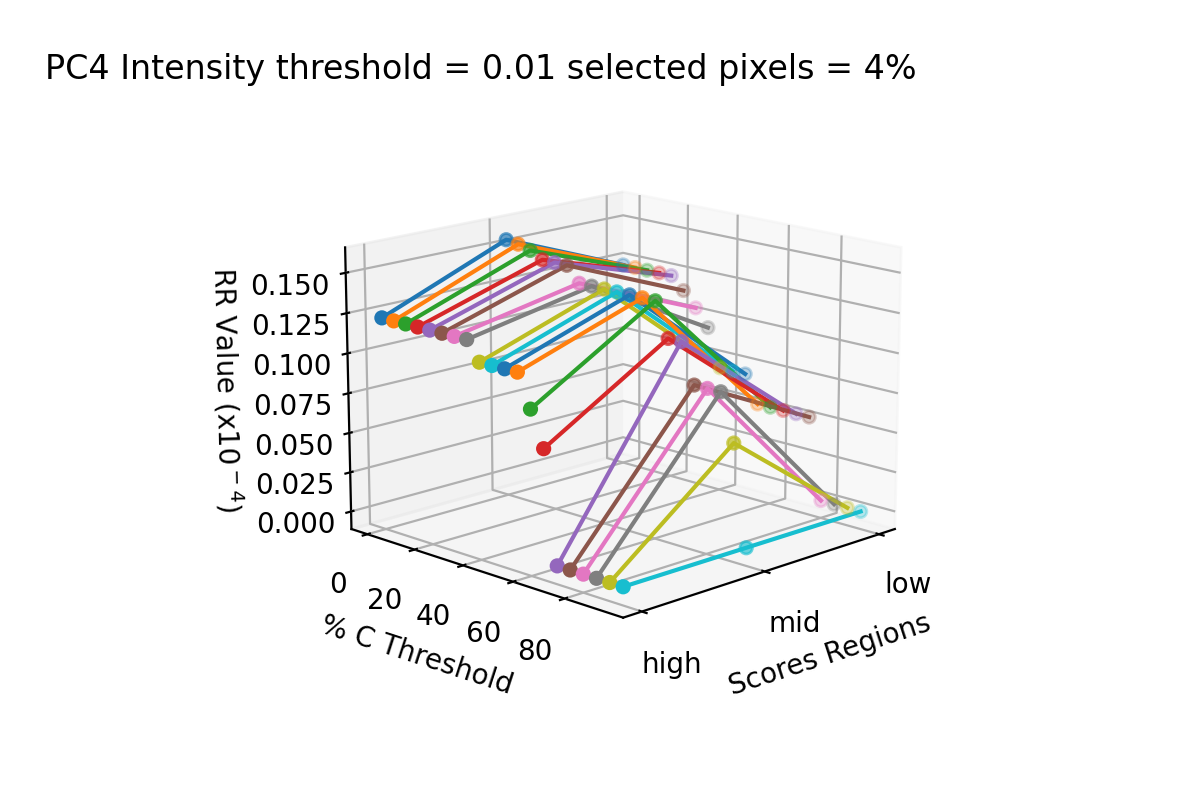 PC4 Intensity threshold = 0.01 selected pixels = 4%
RR Value (x10⁻⁴)
0.150
0.125
0.100
0.075
0.050
0.025
0.000
0
20
40
60
80
% C Threshold
high
mid
low
Scores Regions